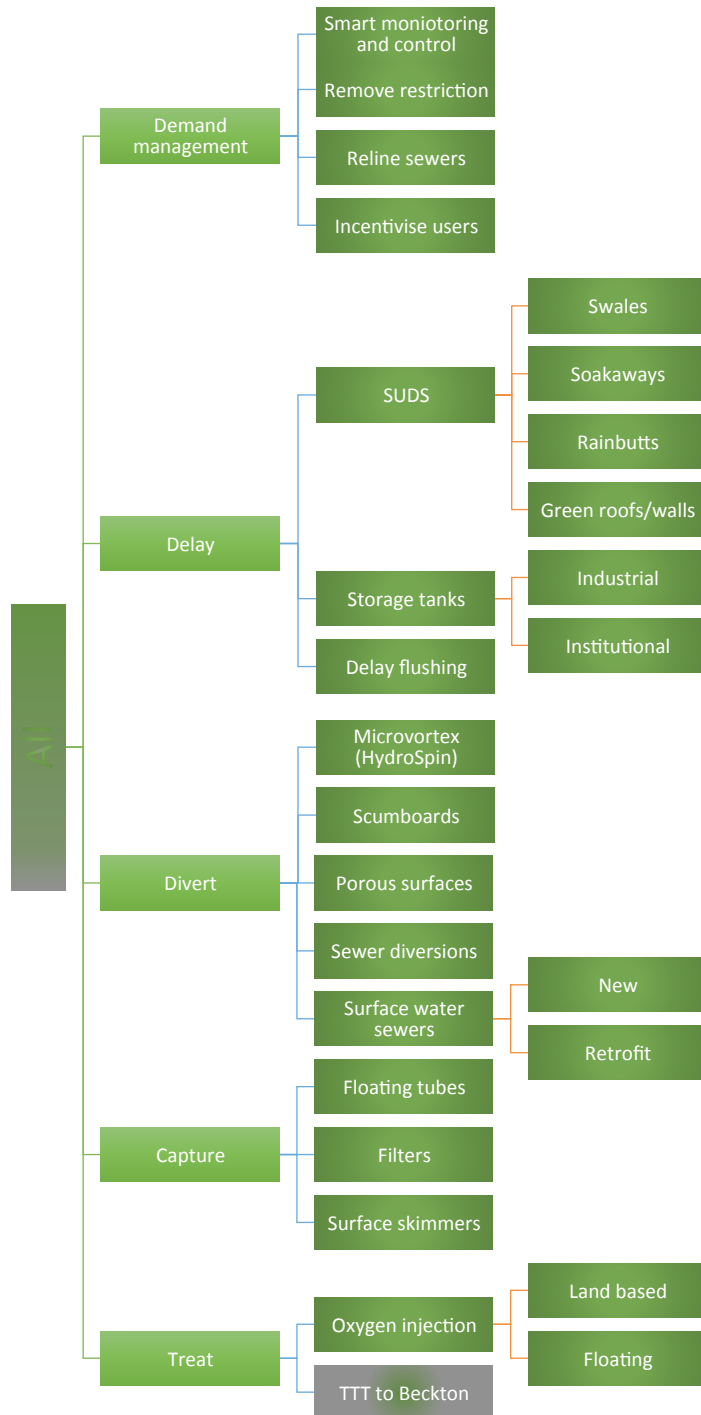 Smart moniotoring
and control
Remove restriction
Demand
management
Reline sewers
Incentivise users
Swales
Soakaways
SUDS
Rainbutts
Green roofs/walls
Delay
Industrial
Storage tanks
Institutional
Delay flushing
All
Microvortex
(HydroSpin)
Scumboards
Divert
Porous surfaces
Sewer diversions
New
Surface water
sewers
Retrofit
Floating tubes
Capture
Filters
Surface skimmers
Land based
Oxygen injection
Treat
Floating
TTT to Beckton